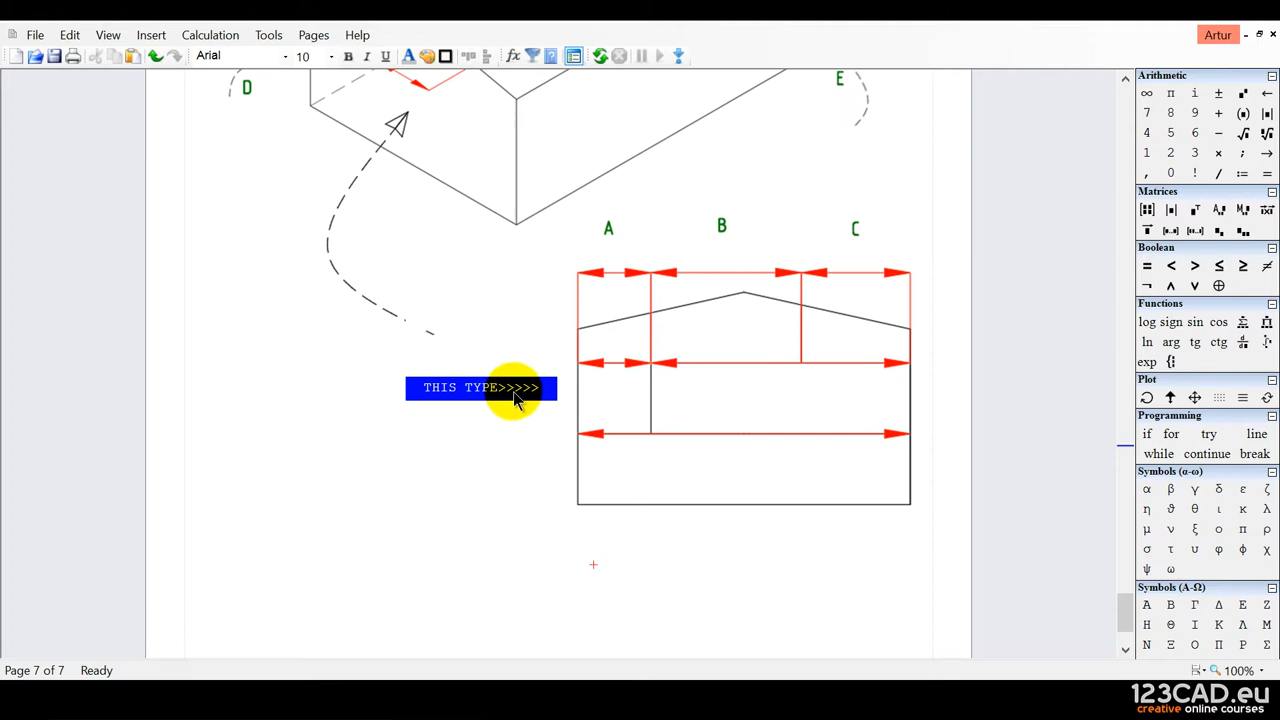 File Edit View Insert Calculation Tools Pages Help
Artur
Arial 10 B I U A fx
D
E
A B C
THIS TYPE>>>>>
Arithmetic
∞ π i ±
7 8 9 +
4 5 6 −
1 2 3 × ; →
, 0 ! / := =
Matrices
Boolean
= < > ≤ ≥ ≠
¬ ∧ ∨ ⊕
Functions
log sign sin cos
ln arg tg ctg
exp
Plot
Programming
if for try line
while continue break
Symbols (α-ω)
α β γ δ ε ζ
η ϑ θ ι κ λ
μ ν ξ ο π ρ
σ τ υ φ ϕ χ
ψ ω
Symbols (Α-Ω)
Α Β Γ Δ Ε Ζ
Η Θ Ι Κ Λ Μ
Ν Ξ Ο Π Ρ Σ
Page 7 of 7 Ready
100%
123CAD.eu
creative online courses